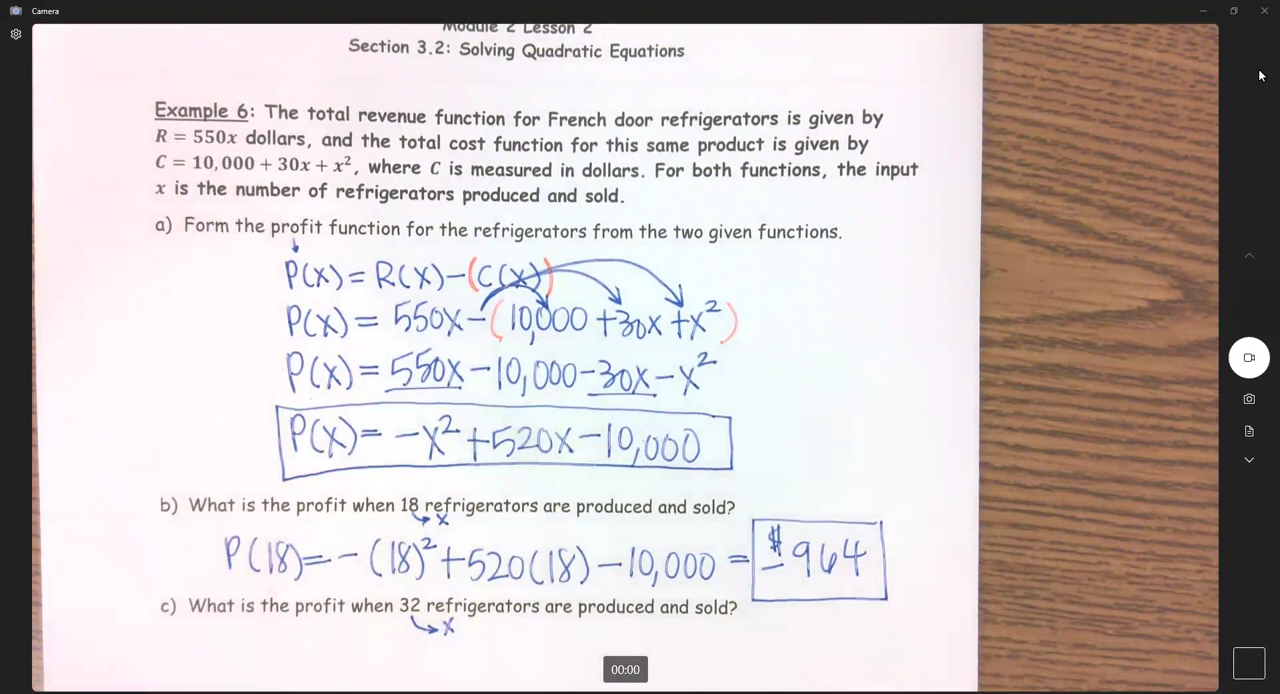 Camera
Module 2 Lesson 2
Section 3.2: Solving Quadratic Equations
Example 6: The total revenue function for French door refrigerators is given by
R = 550x dollars, and the total cost function for this same product is given by
C = 10,000 + 30x + x², where C is measured in dollars. For both functions, the input
x is the number of refrigerators produced and sold.
a) Form the profit function for the refrigerators from the two given functions.
P(x) = R(x) - (C(x))
P(x) = 550x - (10,000 + 30x + x²)
P(x) = 550x - 10,000 - 30x - x²
P(x) = -x² + 520x - 10,000
b) What is the profit when 18 refrigerators are produced and sold?
x
P(18) = -(18)² + 520(18) - 10,000 = -$964
c) What is the profit when 32 refrigerators are produced and sold?
x
00:00